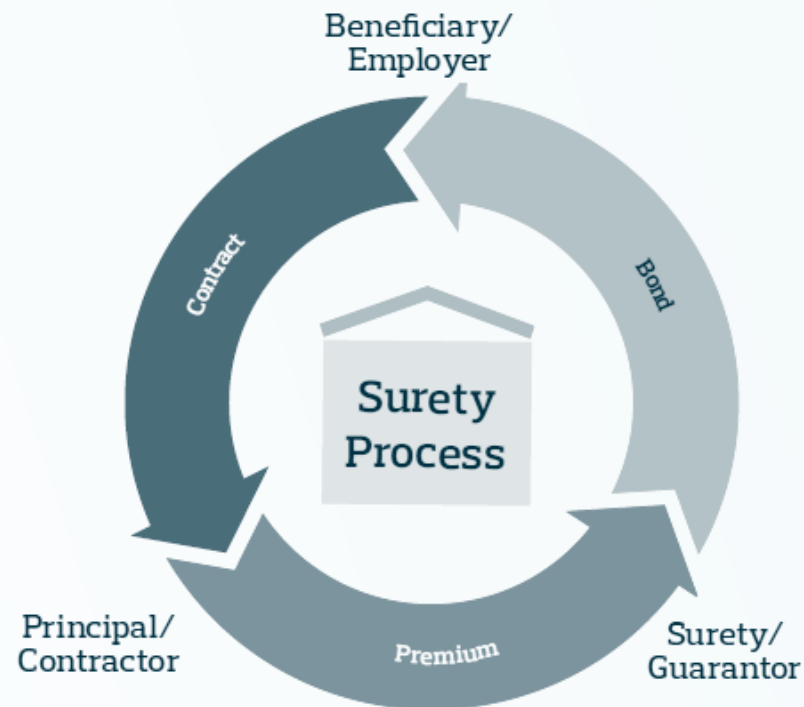 Beneficiary/
Employer
Contract
Bond
Surety
Process
Principal/
Contractor
Premium
Surety/
Guarantor